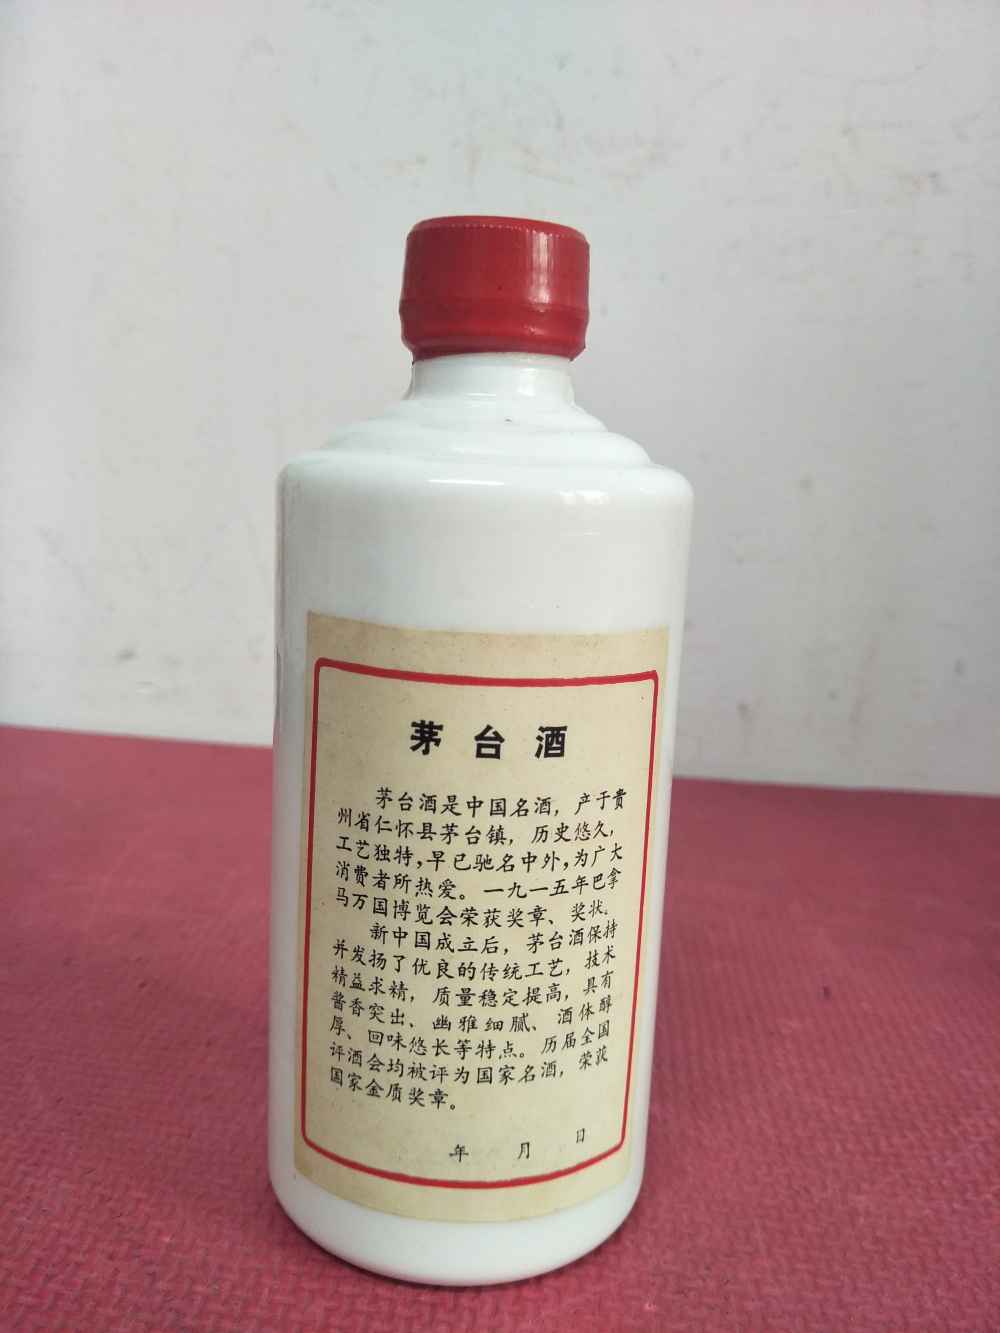 茅台酒
茅台酒是中国名酒，产于贵
州省仁怀县茅台镇，历史悠久，
工艺独特，早已驰名中外，为广大
消费者所热爱。一九一五年巴拿
马万国博览会荣获奖章、奖状。
新中国成立后，茅台酒保持
并发扬了优良的传统工艺，技术
精益求精，质量稳定提高，具有
酱香突出、幽雅细腻、酒体醇
厚、回味悠长等特点。历届全国
评酒会均被评为国家名酒，荣获
国家金质奖章。
年 月 日